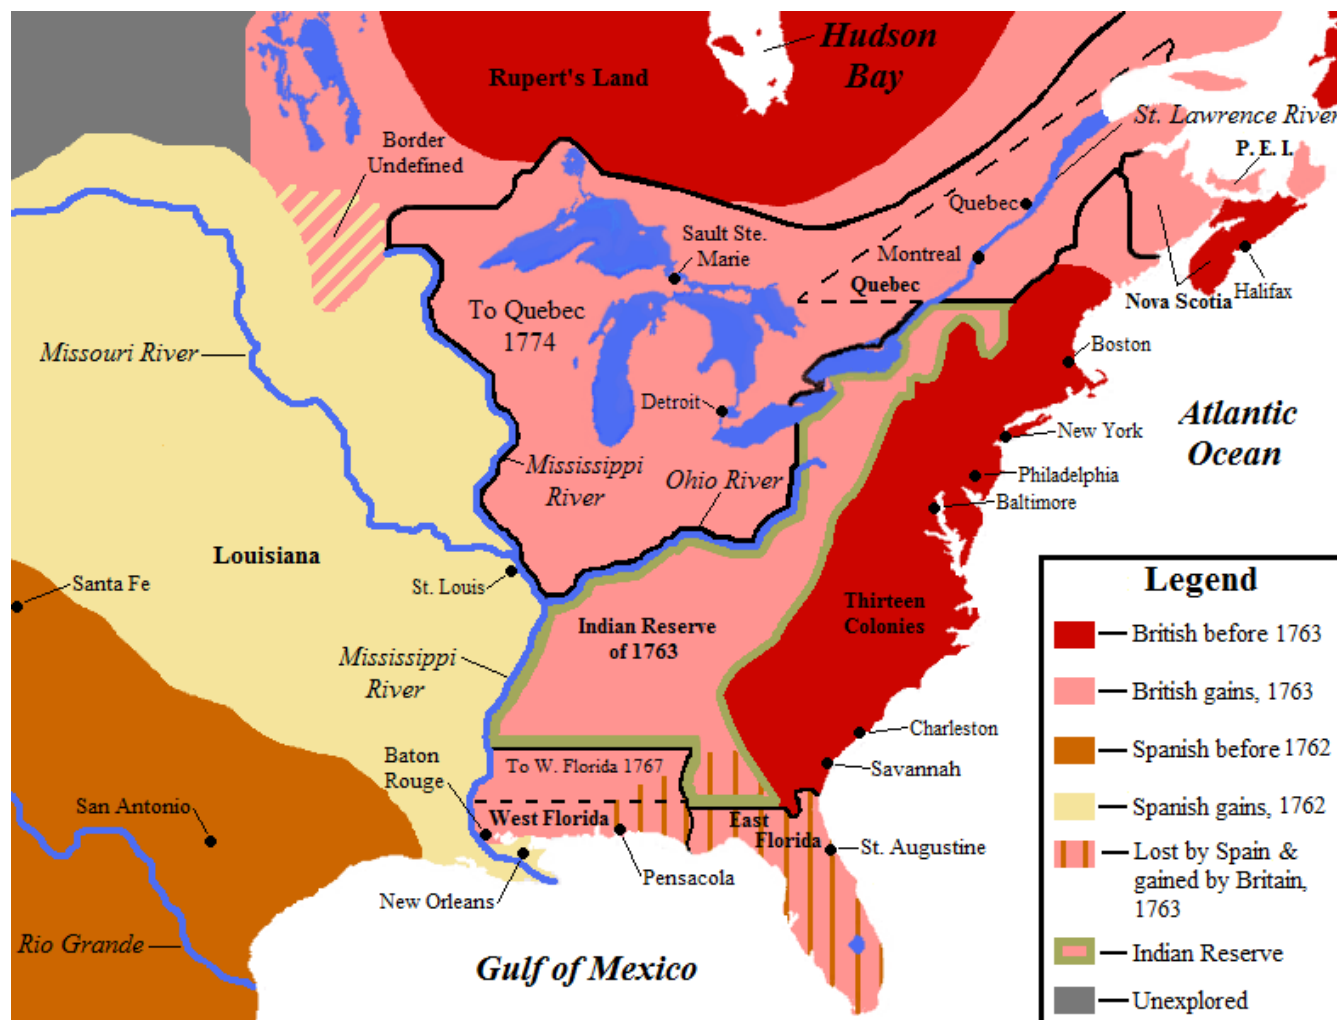 Hudson
Bay
Rupert's Land
St. Lawrence River
Border
Undefined
P. E. I.
Quebec
Sault Ste.
Marie
Montreal
Quebec
Nova Scotia
Halifax
To Quebec
1774
Missouri River
Boston
Detroit
Atlantic
Ocean
New York
Mississippi
River
Ohio River
Philadelphia
Baltimore
Louisiana
Santa Fe
St. Louis
Thirteen
Colonies
Indian Reserve
of 1763
Mississippi
River
Charleston
Baton
Rouge
To W. Florida 1767
Savannah
San Antonio
West Florida
East
Florida
St. Augustine
Pensacola
New Orleans
Rio Grande
Gulf of Mexico
Legend
British before 1763
British gains, 1763
Spanish before 1762
Spanish gains, 1762
Lost by Spain &
gained by Britain,
1763
Indian Reserve
Unexplored